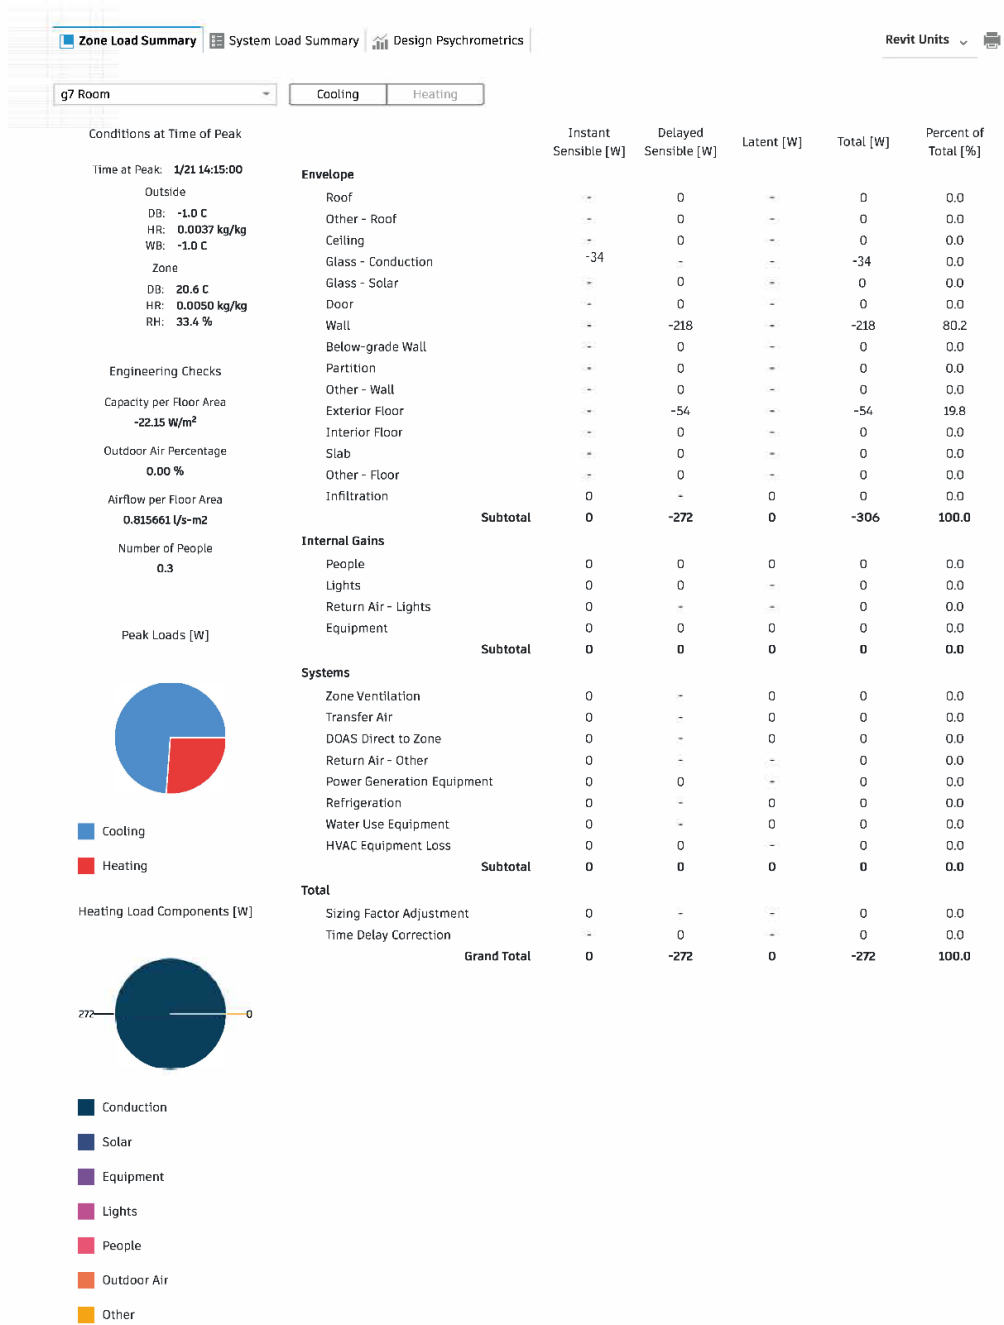 Zone Load Summary System Load Summary Design Psychrometrics Revit Units
g7 Room Cooling Heating
Conditions at Time of Peak
Time at Peak: 1/21 14:15:00
Outside
DB: -1.0 C
HR: 0.0037 kg/kg
WB: -1.0 C
Zone
DB: 20.6 C
HR: 0.0050 kg/kg
RH: 33.4 %
Engineering Checks
Capacity per Floor Area
-22.15 W/m²
Outdoor Air Percentage
0.00 %
Airflow per Floor Area
0.815661 l/s-m2
Number of People
0.3
Peak Loads [W]
Cooling
Heating
Heating Load Components [W]
272 0
Conduction
Solar
Equipment
Lights
People
Outdoor Air
Other
Instant Sensible [W] Delayed Sensible [W] Latent [W] Total [W] Percent of Total [%]
Envelope
Roof - 0 - 0 0.0
Other - Roof - 0 - 0 0.0
Ceiling - 0 - 0 0.0
Glass - Conduction -34 - - -34 0.0
Glass - Solar - 0 - 0 0.0
Door - 0 - 0 0.0
Wall - -218 - -218 80.2
Below-grade Wall - 0 - 0 0.0
Partition - 0 - 0 0.0
Other - Wall - 0 - 0 0.0
Exterior Floor - -54 - -54 19.8
Interior Floor - 0 - 0 0.0
Slab - 0 - 0 0.0
Other - Floor - 0 - 0 0.0
Infiltration 0 - 0 0 0.0
Subtotal 0 -272 0 -306 100.0
Internal Gains
People 0 0 0 0 0.0
Lights 0 0 - 0 0.0
Return Air - Lights 0 - - 0 0.0
Equipment 0 0 0 0 0.0
Subtotal 0 0 0 0 0.0
Systems
Zone Ventilation 0 - 0 0 0.0
Transfer Air 0 - 0 0 0.0
DOAS Direct to Zone 0 - 0 0 0.0
Return Air - Other 0 - - 0 0.0
Power Generation Equipment 0 0 - 0 0.0
Refrigeration 0 - 0 0 0.0
Water Use Equipment 0 - 0 0 0.0
HVAC Equipment Loss 0 0 - 0 0.0
Subtotal 0 0 0 0 0.0
Total
Sizing Factor Adjustment 0 - - 0 0.0
Time Delay Correction - 0 - 0 0.0
Grand Total 0 -272 0 -272 100.0